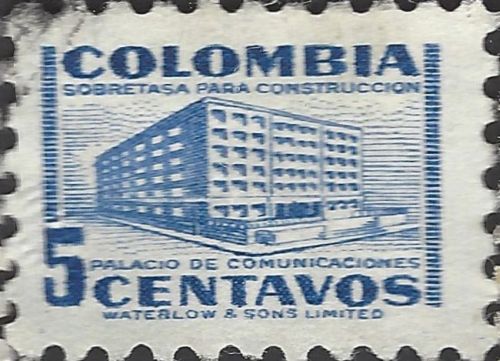 COLOMBIA
SOBRETASA PARA CONSTRUCCION
PALACIO DE COMUNICACIONES
5 CENTAVOS
WATERLOW & SONS LIMITED